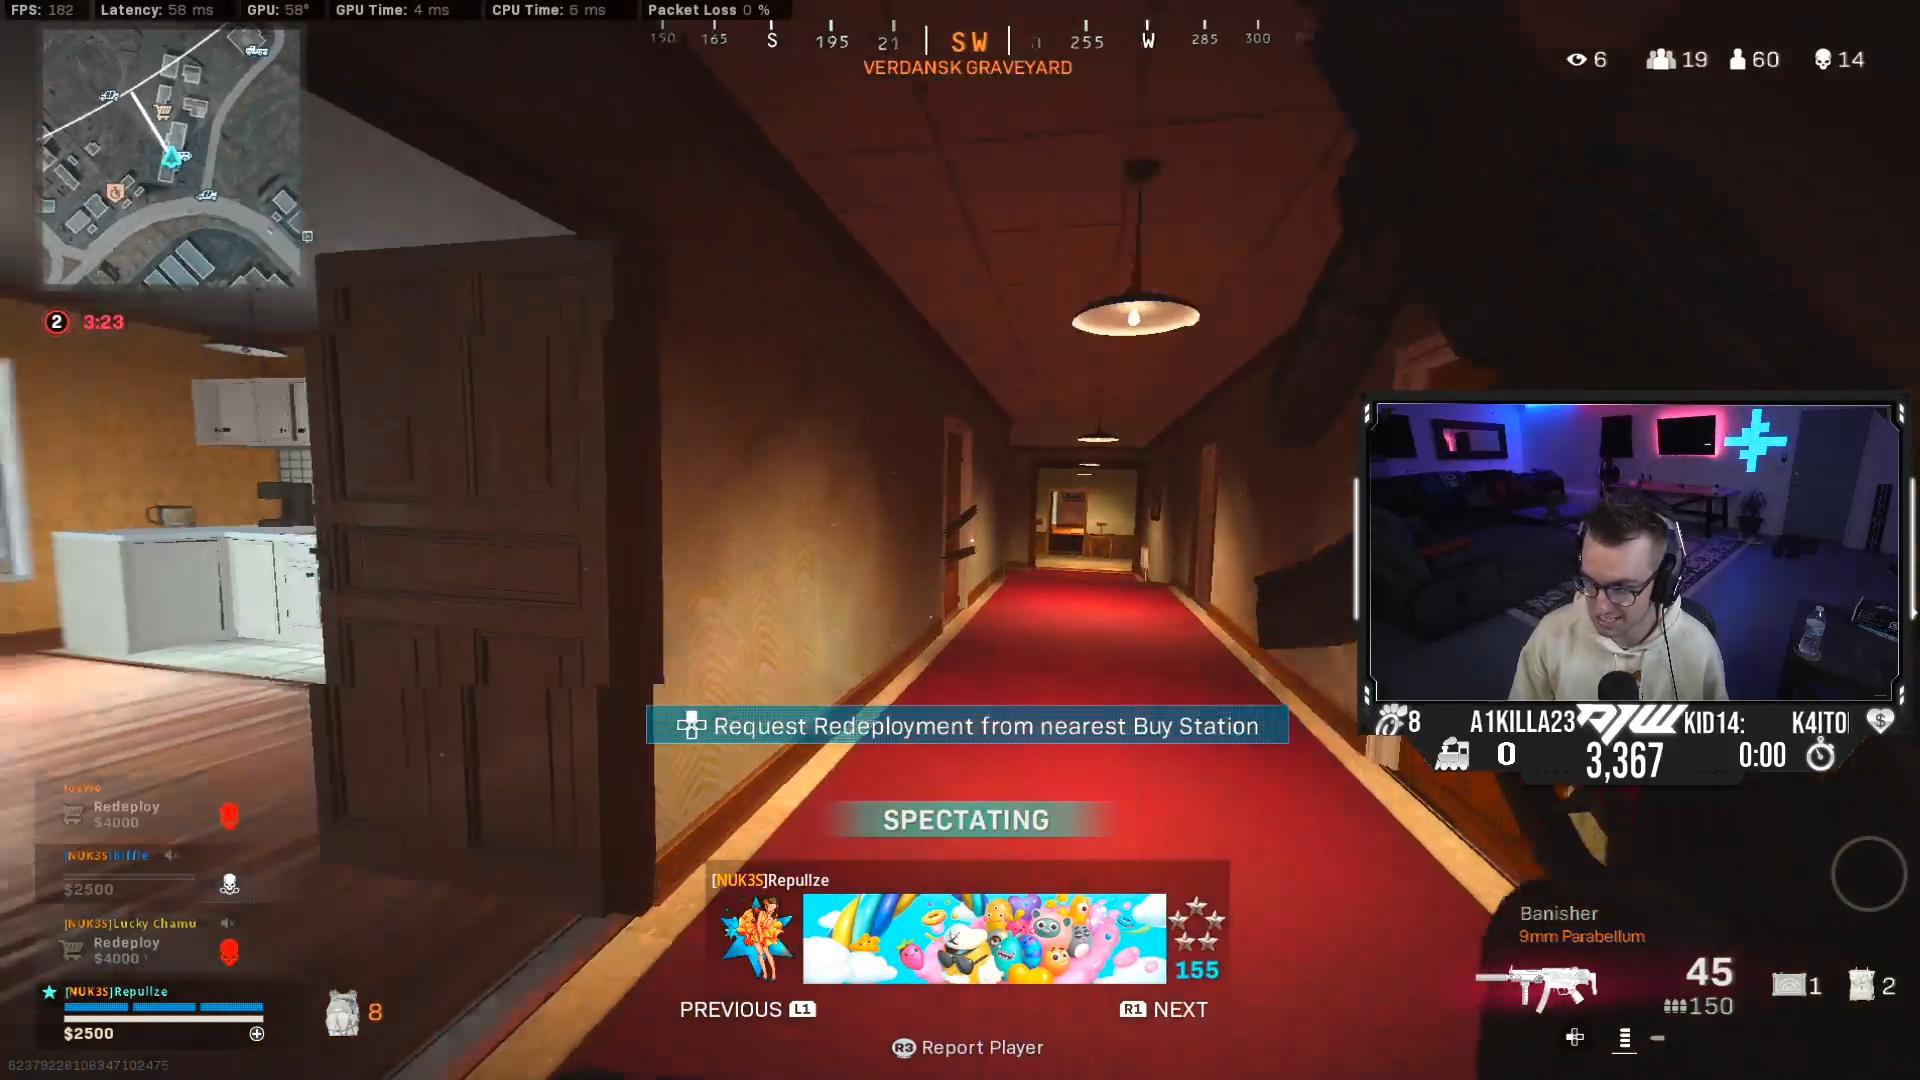 FPS: 182
Latency: 58 ms
GPU: 58°
GPU Time: 4 ms
CPU Time: 6 ms
Packet Loss 0 %
150 165 S 195 21 SW 255 W 285 300
VERDANSK GRAVEYARD
6 19 60 14
2 3:23
Request Redeployment from nearest Buy Station
8 A1KILLA23 AJW KID14: K4ITO
0 3,367 0:00
SPECTATING
Redeploy
$4000
[NUK3S]Biffle
$2500
[NUK3S]Lucky Chamu
Redeploy
$4000
[NUK3S]Repullze
$2500
8
62379228108347102475
[NUK3S]Repullze
155
PREVIOUS L1
R1 NEXT
R3 Report Player
Banisher
9mm Parabellum
45
150
1 2